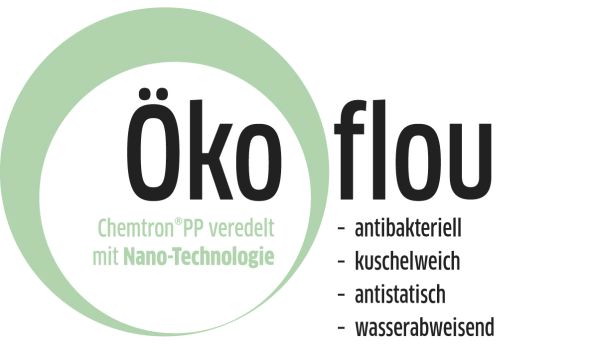 Öko flou
Chemtron®PP veredelt
mit Nano-Technologie
- antibakteriell
- kuschelweich
- antistatisch
- wasserabweisend